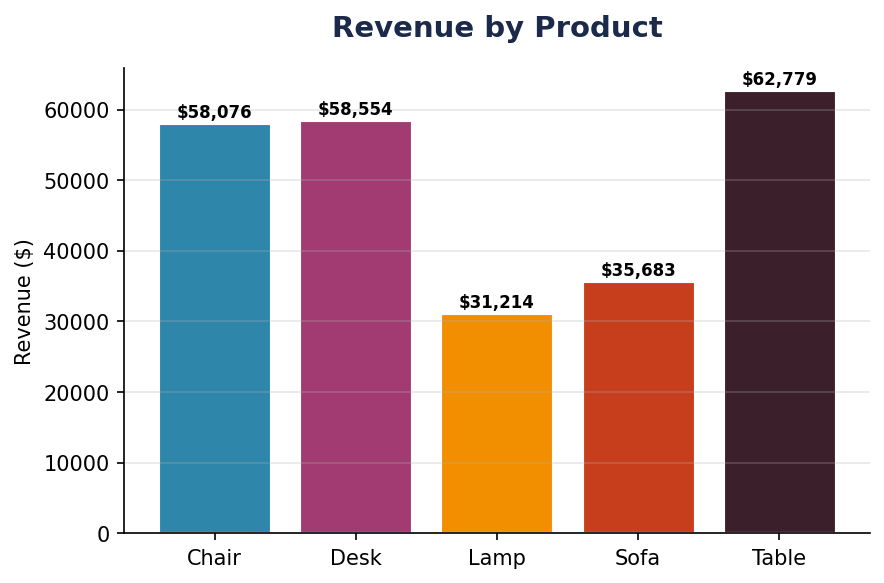 Revenue by Product
Revenue ($)
60000
50000
40000
30000
20000
10000
0
$58,076
$58,554
$31,214
$35,683
$62,779
Chair
Desk
Lamp
Sofa
Table